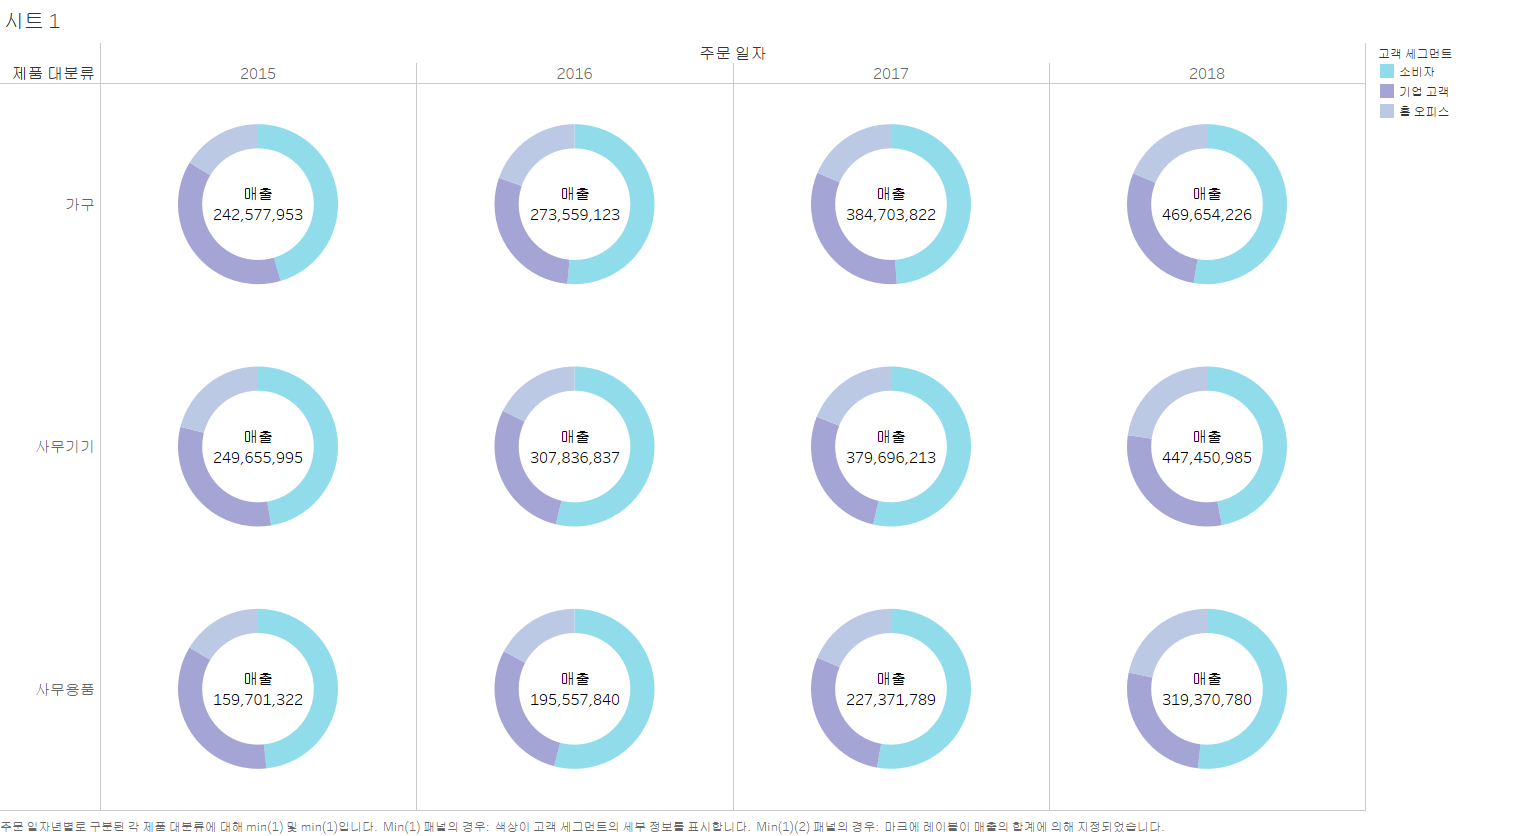 시트 1
주문 일자
제품 대분류 2015 2016 2017 2018
고객 세그먼트
소비자
기업 고객
홈 오피스
가구
매출 매출 매출 매출
242,577,953 273,559,123 384,703,822 469,654,226
사무기기
매출 매출 매출 매출
249,655,995 307,836,837 379,696,213 447,450,985
사무용품
매출 매출 매출 매출
159,701,322 195,557,840 227,371,789 319,370,780
주문 일자년별로 구분된 각 제품 대분류에 대해 min(1) 및 min(1)입니다. Min(1) 패널의 경우: 색상이 고객 세그먼트의 세부 정보를 표시합니다. Min(1)(2) 패널의 경우: 마크에 레이블이 매출의 합계에 의해 지정되었습니다.